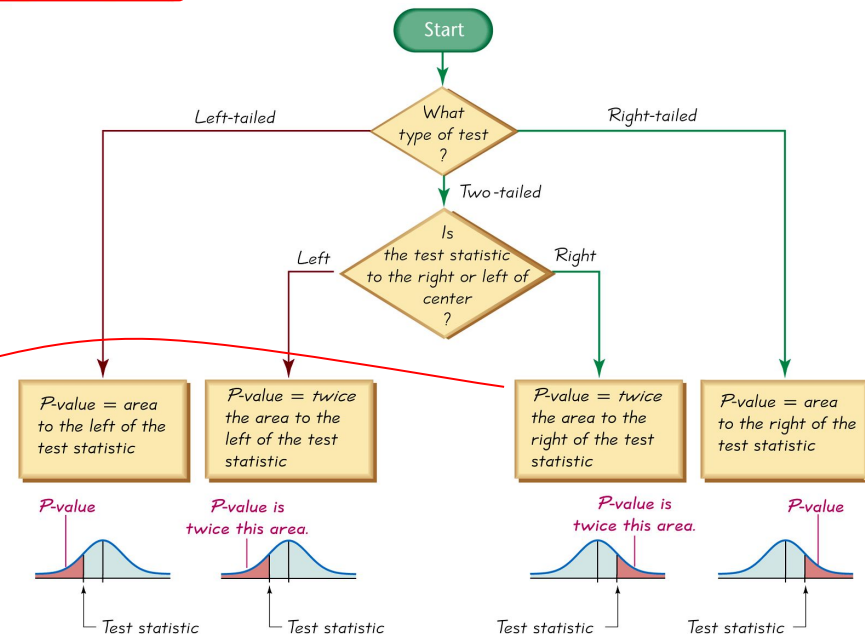 Start
What
type of test
?
Left-tailed
Right-tailed
Two-tailed
Is
the test statistic
to the right or left of
center
?
Left
Right
P-value = area
to the left of the
test statistic
P-value = twice
the area to the
left of the test
statistic
P-value = twice
the area to the
right of the test
statistic
P-value = area
to the right of the
test statistic
P-value
P-value is
twice this area.
P-value is
twice this area.
P-value
Test statistic
Test statistic
Test statistic
Test statistic